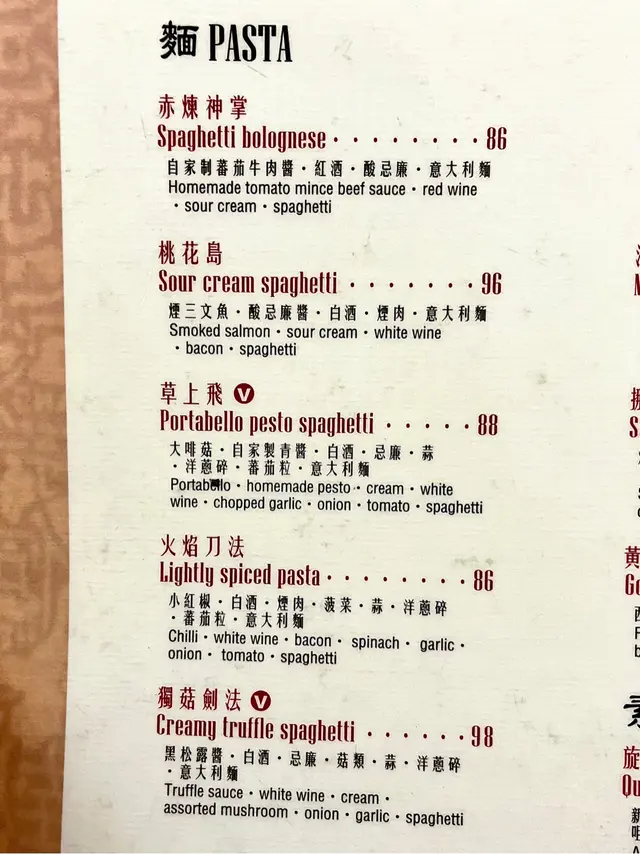 麵 PASTA
赤煉神掌
Spaghetti bolognese · · · · · · · · 86
自家制蕃茄牛肉醬·紅酒·酸忌廉·意大利麵
Homemade tomato mince beef sauce · red wine
· sour cream · spaghetti
桃花島
Sour cream spaghetti · · · · · · · 96
煙三文魚·酸忌廉醬·白酒·煙肉·意大利麵
Smoked salmon · sour cream · white wine
· bacon · spaghetti
草上飛 V
Portabello pesto spaghetti · · · · · 88
大啡菇·自家製青醬·白酒·忌廉·蒜
·洋蔥碎·蕃茄粒·意大利麵
Portabello · homemade pesto · cream · white
wine · chopped garlic · onion · tomato · spaghetti
火焰刀法
Lightly spiced pasta · · · · · · · · 86
小紅椒·白酒·煙肉·菠菜·蒜·洋蔥碎
·蕃茄粒·意大利麵
Chilli · white wine · bacon · spinach · garlic ·
onion · tomato · spaghetti
獨菇劍法 V
Creamy truffle spaghetti · · · · · · 98
黑松露醬·白酒·忌廉·菇類·蒜·洋蔥碎
·意大利麵
Truffle sauce · white wine · cream ·
assorted mushroom · onion · garlic · spaghetti
黃
旋
Qu
新